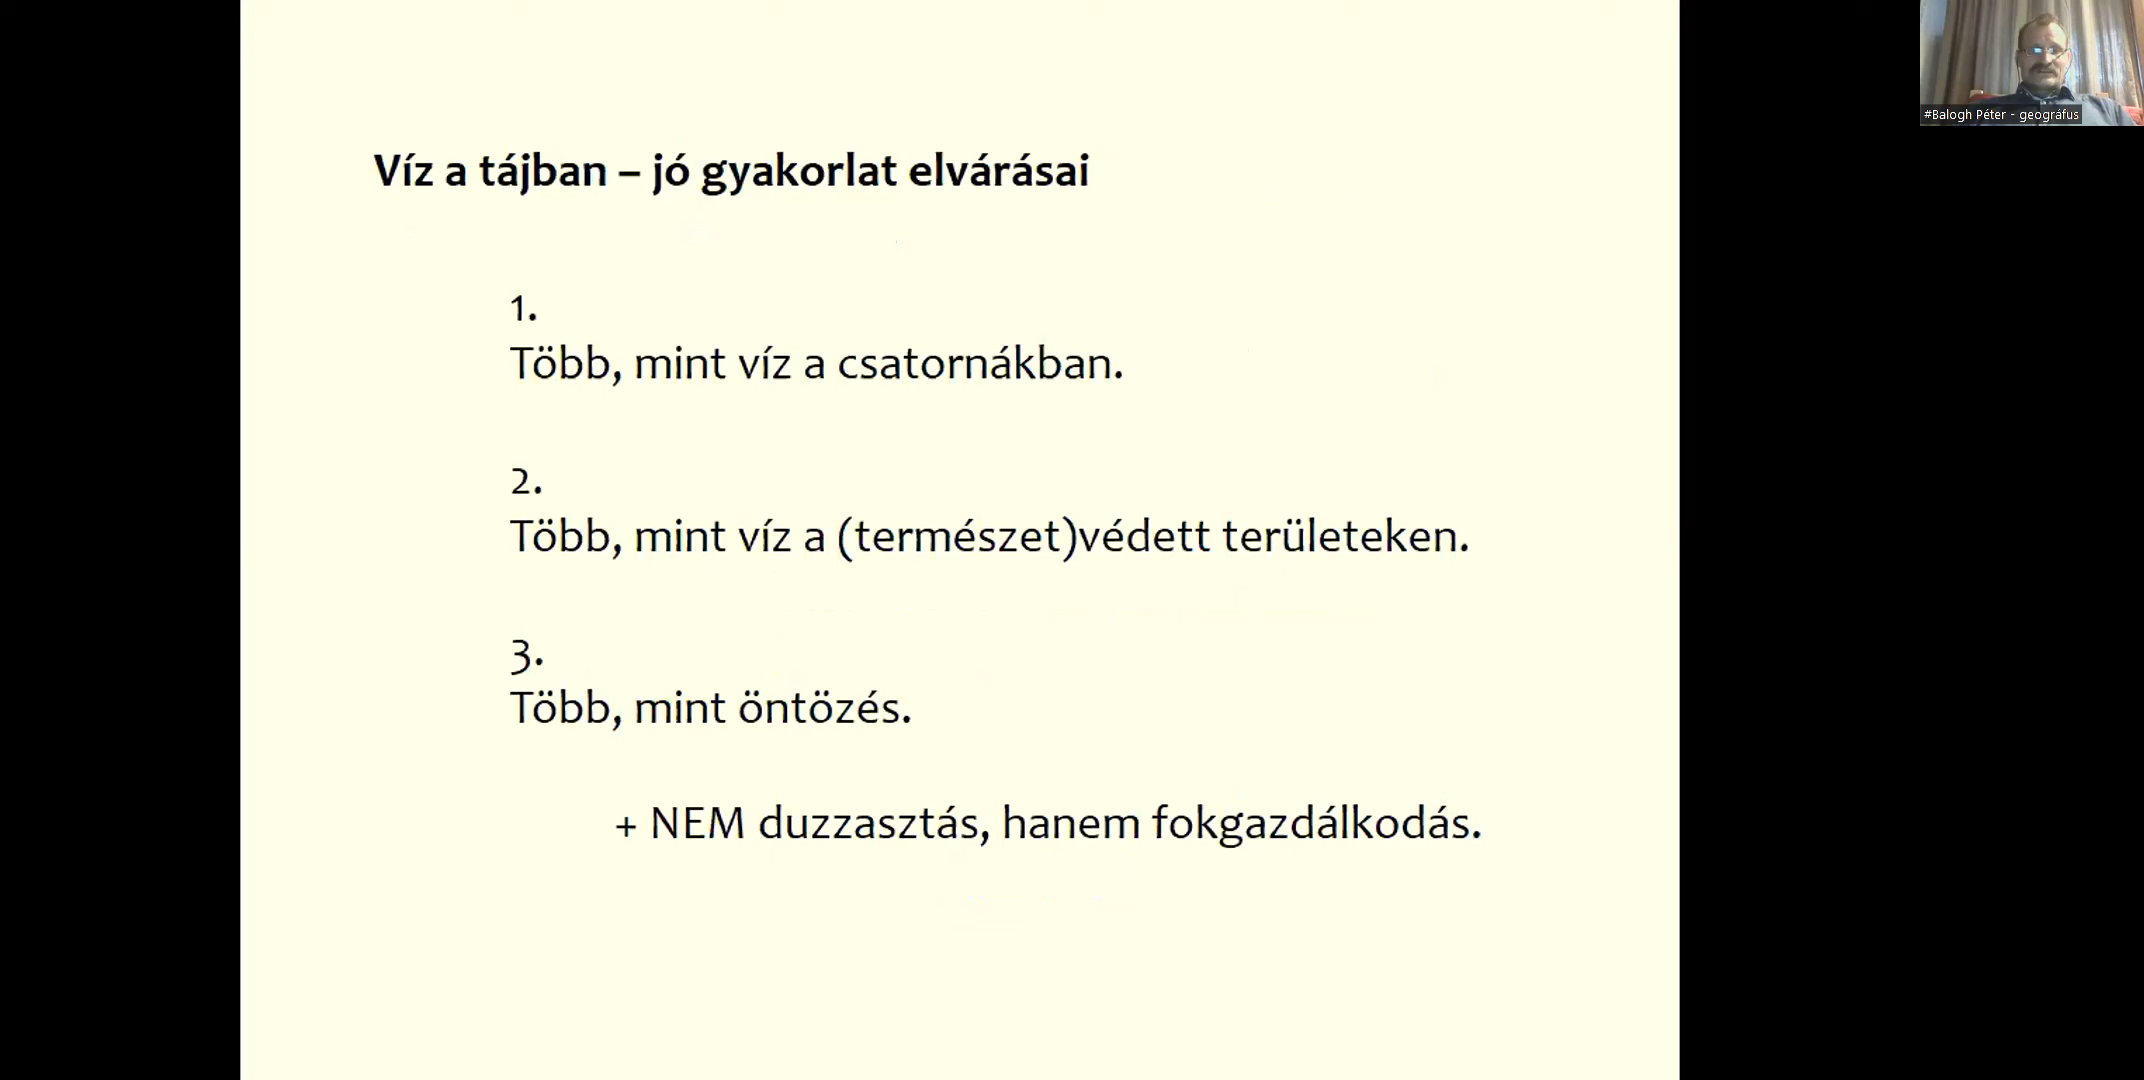 Víz a tájban – jó gyakorlat elvárásai
1.
Több, mint víz a csatornákban.
2.
Több, mint víz a (természet)védett területeken.
3.
Több, mint öntözés.
+ NEM duzzasztás, hanem fokgazdálkodás.
#Balogh Péter - geográfus